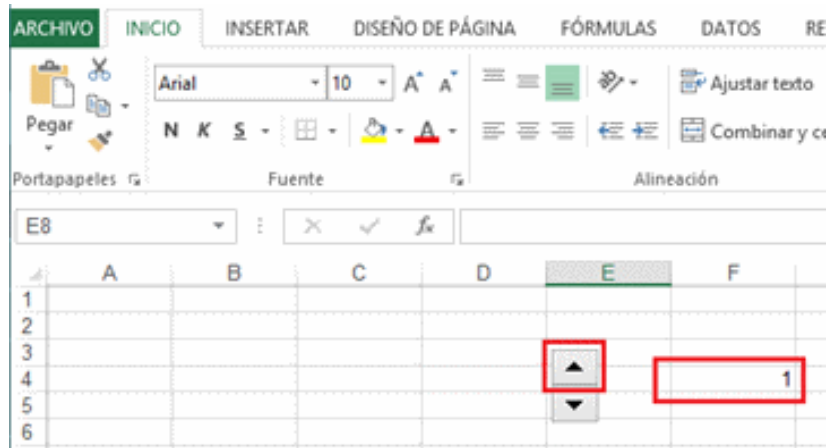 ARCHIVO INICIO INSERTAR DISEÑO DE PÁGINA FÓRMULAS DATOS RE
Arial 10 A A Ajustar texto
Pegar N K S A Combinar y ce
Portapapeles Fuente Alineación
E8 fx
A B C D E F
1
2
3
4 1
5
6